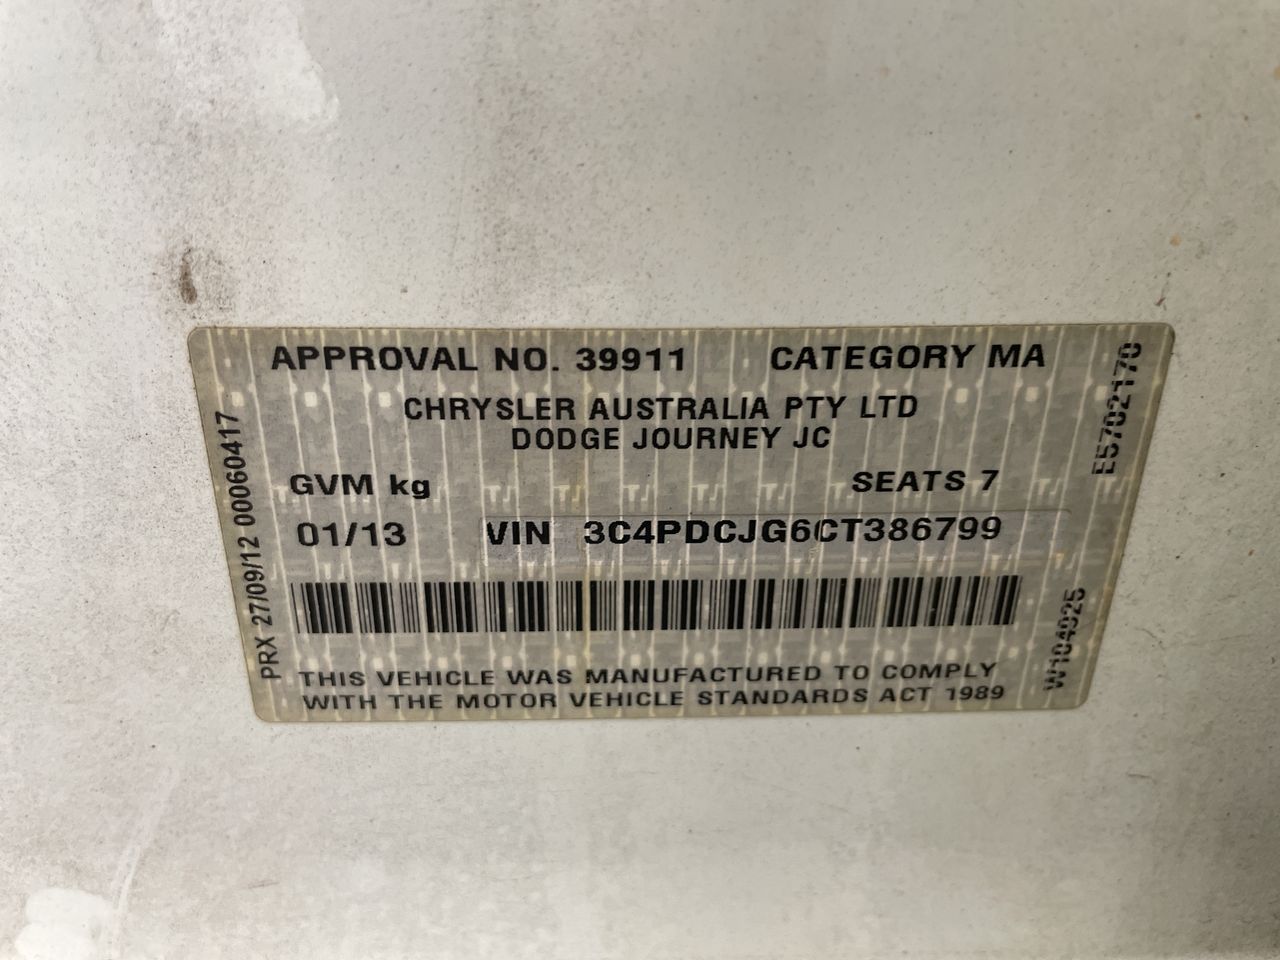 APPROVAL NO. 39911 CATEGORY MA
CHRYSLER AUSTRALIA PTY LTD
DODGE JOURNEY JC
GVM kg SEATS 7
01/13 VIN 3C4PDCJG6CT386799
THIS VEHICLE WAS MANUFACTURED TO COMPLY
WITH THE MOTOR VEHICLE STANDARDS ACT 1989
PRX 27/09/12 00060417
E5702170
W104025